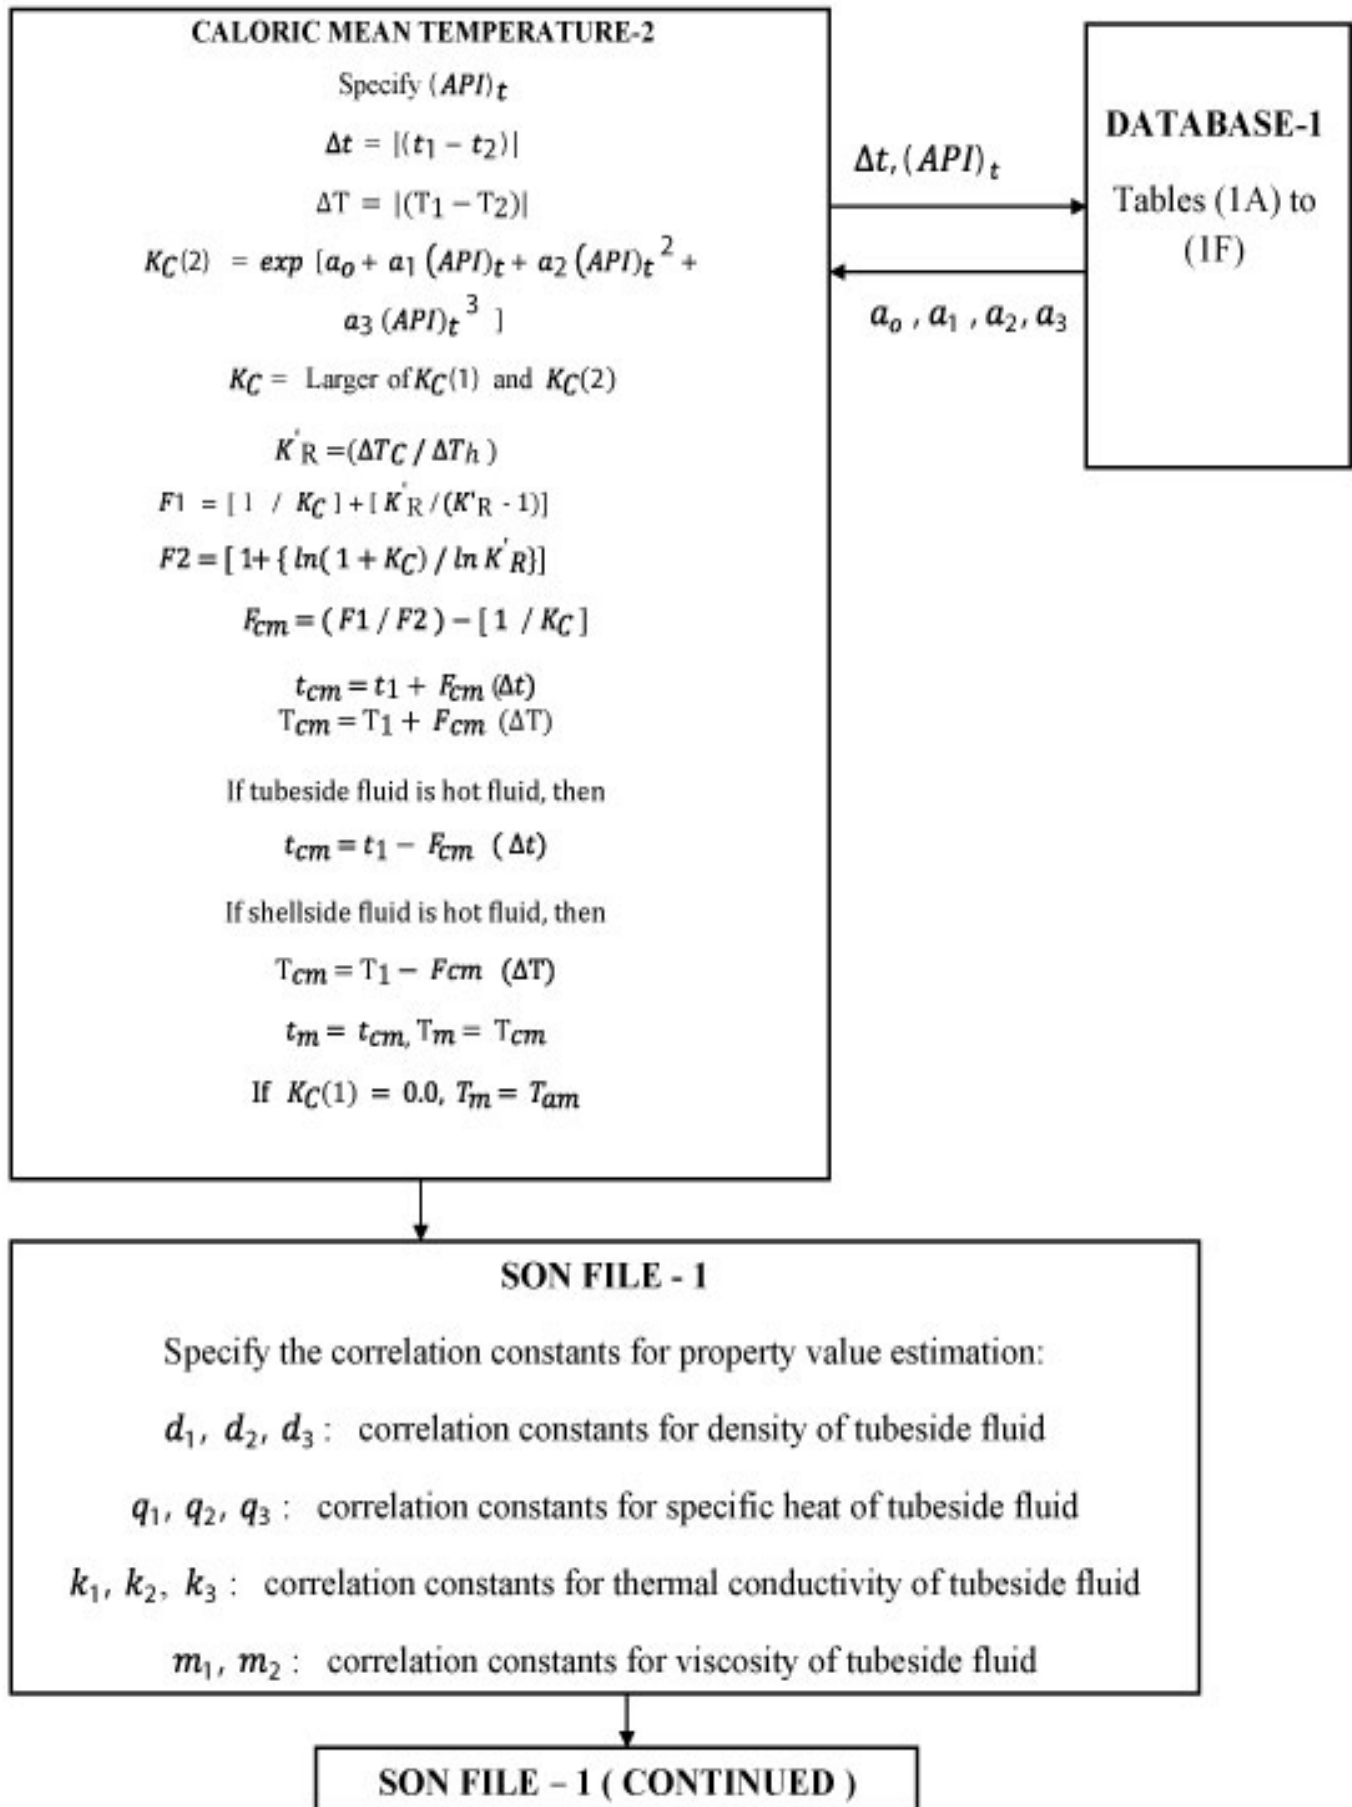 CALORIC MEAN TEMPERATURE-2
Specify (API)t
Δt = |(t1 − t2)|
ΔT = |(T1 − T2)|
KC(2) = exp [ao + a1 (API)t + a2 (API)t 2 +
a3 (API)t 3 ]
KC = Larger of KC(1) and KC(2)
K'R =(ΔTC / ΔTh )
F1 = [ 1 / KC ] + [ K'R /(K'R - 1)]
F2 = [ 1+ { ln( 1 + KC) / ln K'R}]
Fcm = ( F1 / F2 ) − [ 1 / KC ]
tcm = t1 + Fcm (Δt)
Tcm = T1 + Fcm (ΔT)
If tubeside fluid is hot fluid, then
tcm = t1 − Fcm ( Δt)
If shellside fluid is hot fluid, then
Tcm = T1 − Fcm (ΔT)
tm = tcm, Tm = Tcm
If KC(1) = 0.0, Tm = Tam
Δt, (API)t
ao , a1 , a2, a3
DATABASE-1
Tables (1A) to
(1F)
SON FILE - 1
Specify the correlation constants for property value estimation:
d1, d2, d3 : correlation constants for density of tubeside fluid
q1, q2, q3 : correlation constants for specific heat of tubeside fluid
k1, k2, k3 : correlation constants for thermal conductivity of tubeside fluid
m1, m2 : correlation constants for viscosity of tubeside fluid
SON FILE – 1 ( CONTINUED )